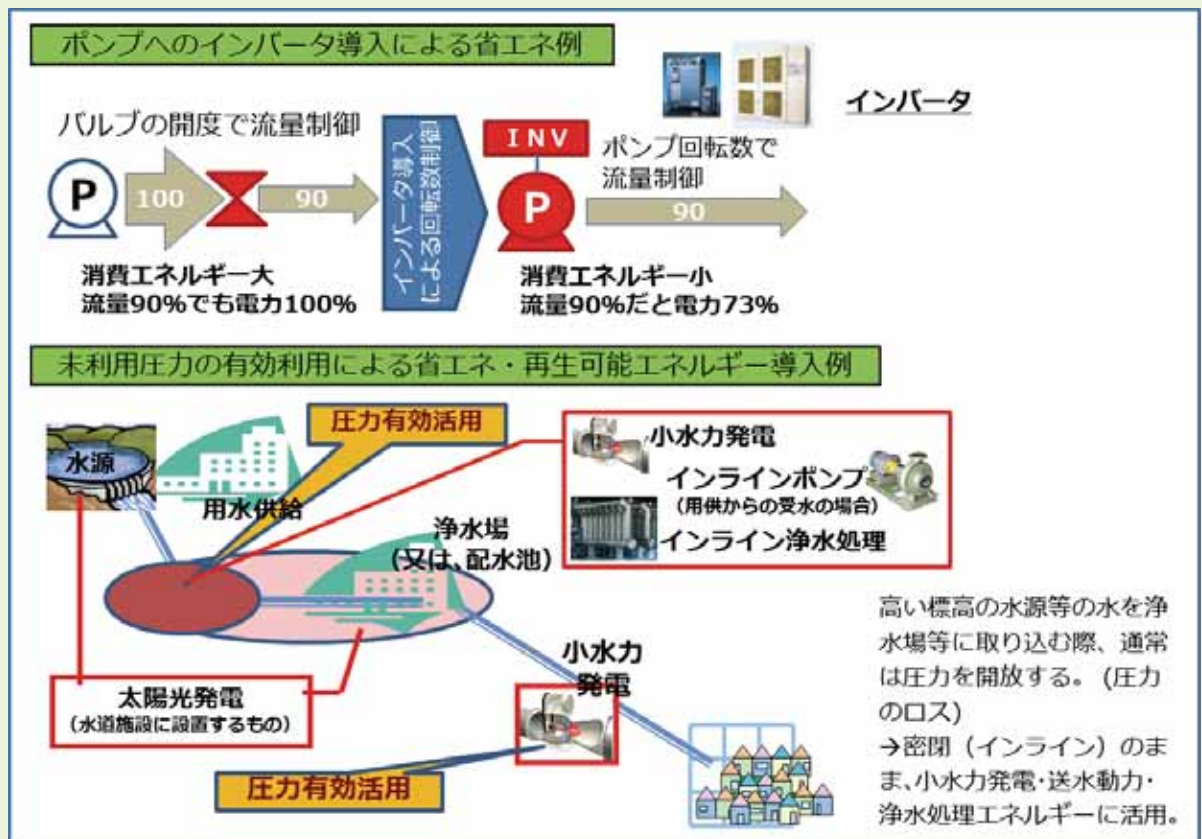 ポンプへのインバータ導入による省エネ例
インバータ
バルブの開度で流量制御
P
100
90
消費エネルギー大
流量90%でも電力100%
インバータ導入
による回転数制御
INV
P
ポンプ回転数で
流量制御
90
消費エネルギー小
流量90%だと電力73%
未利用圧力の有効利用による省エネ・再生可能エネルギー導入例
水源
用水供給
圧力有効活用
小水力発電
インラインポンプ
(用供からの受水の場合)
インライン浄水処理
浄水場
(又は、配水池)
太陽光発電
(水道施設に設置するもの)
小水力
発電
圧力有効活用
高い標高の水源等の水を浄
水場等に取り込む際、通常
は圧力を開放する。 (圧力
のロス)
→密閉（インライン）のま
ま、小水力発電・送水動力・
浄水処理エネルギーに活用。